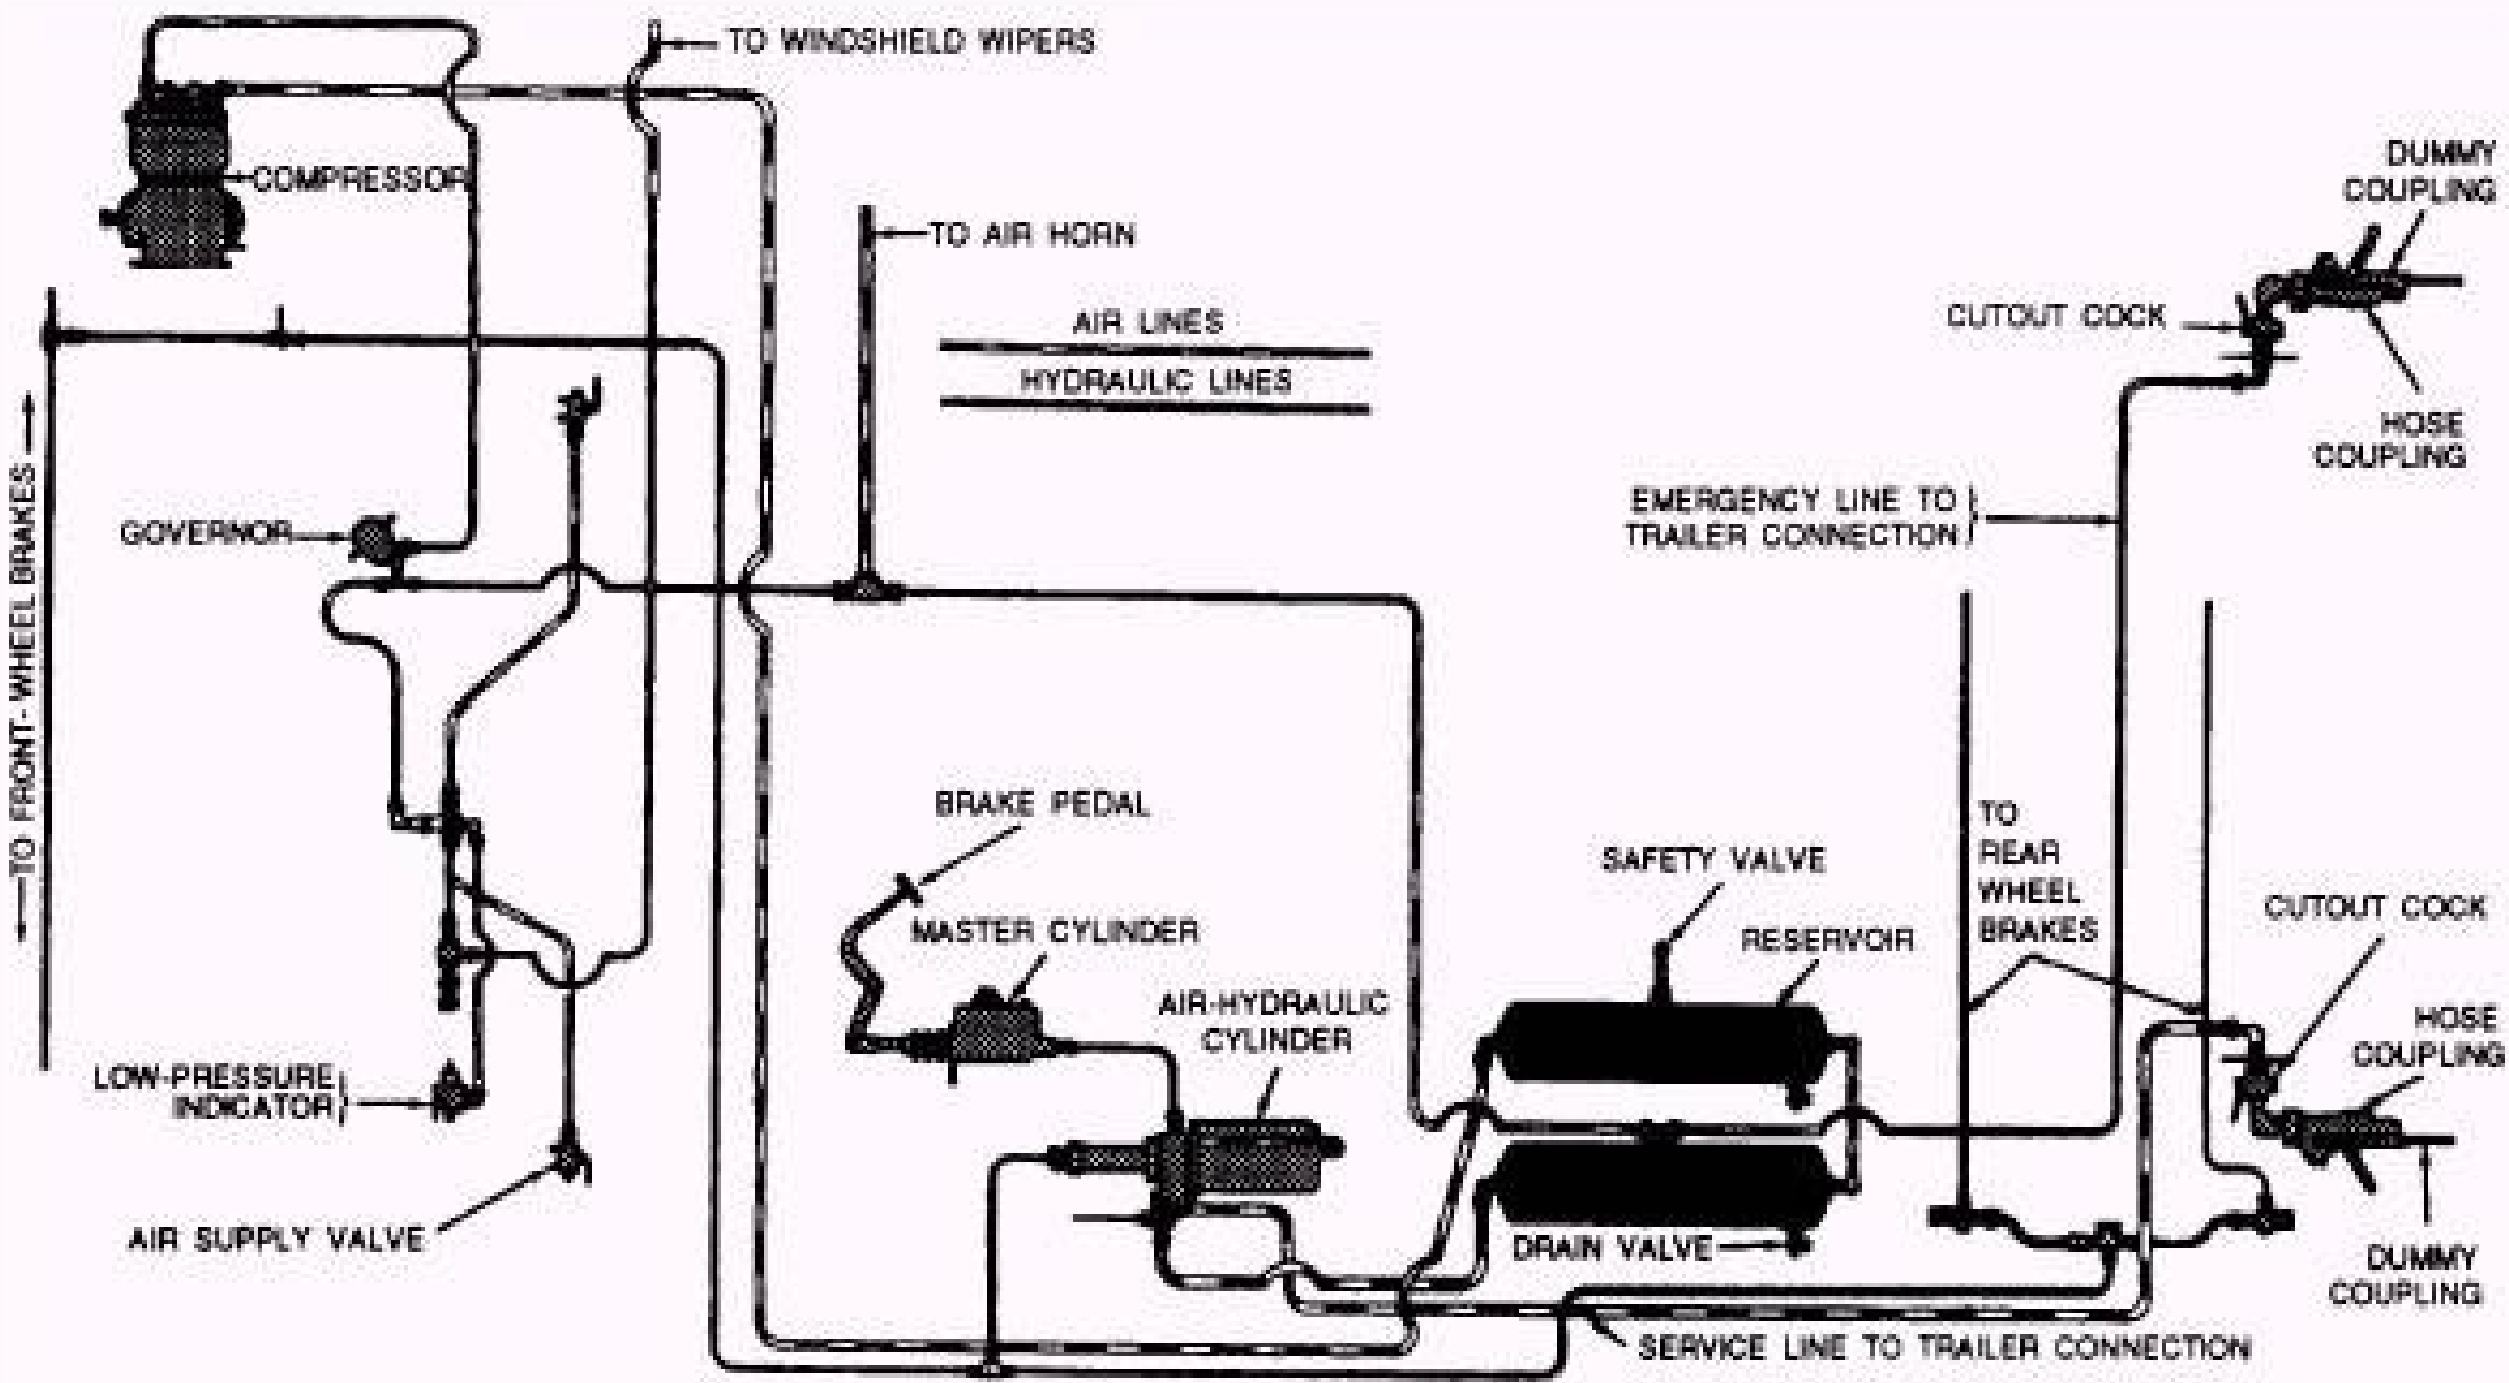 TO WINDSHIELD WIPERS
COMPRESSOR
TO AIR HORN
AIR LINES
HYDRAULIC LINES
DUMMY
COUPLING
CUTOUT COCK
HOSE
COUPLING
GOVERNOR
EMERGENCY LINE TO
TRAILER CONNECTION
TO FRONT-WHEEL BRAKES
BRAKE PEDAL
MASTER CYLINDER
AIR-HYDRAULIC
CYLINDER
SAFETY VALVE
RESERVOIR
TO
REAR
WHEEL
BRAKES
CUTOUT COCK
HOSE
COUPLING
LOW-PRESSURE
INDICATOR
AIR SUPPLY VALVE
DRAIN VALVE
DUMMY
COUPLING
SERVICE LINE TO TRAILER CONNECTION